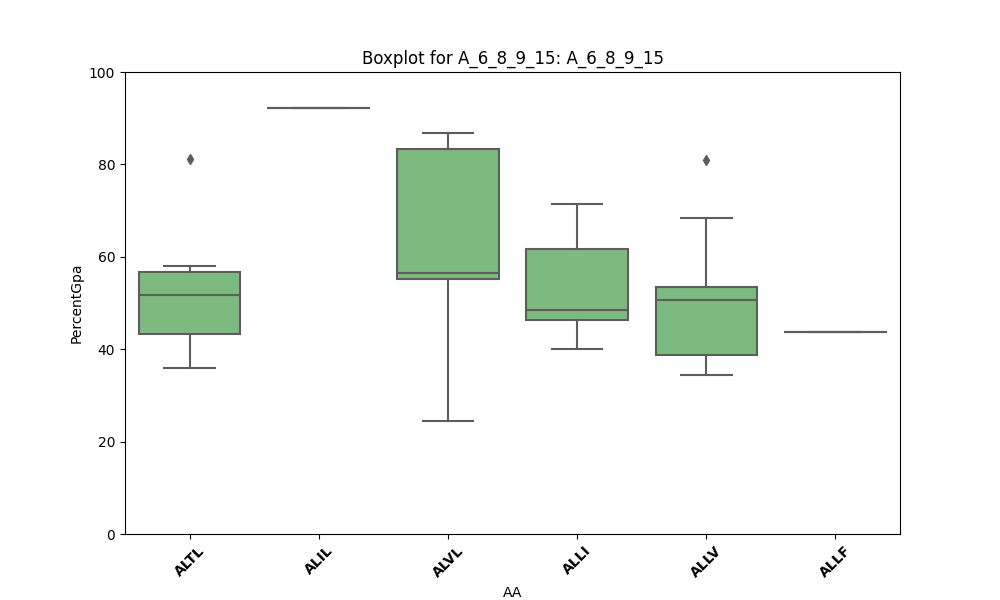 Boxplot for A_6_8_9_15: A_6_8_9_15
100
80
60
40
20
0
PercentGpa
ALTL
ALIL
ALVL
ALLI
ALLV
ALLF
AA